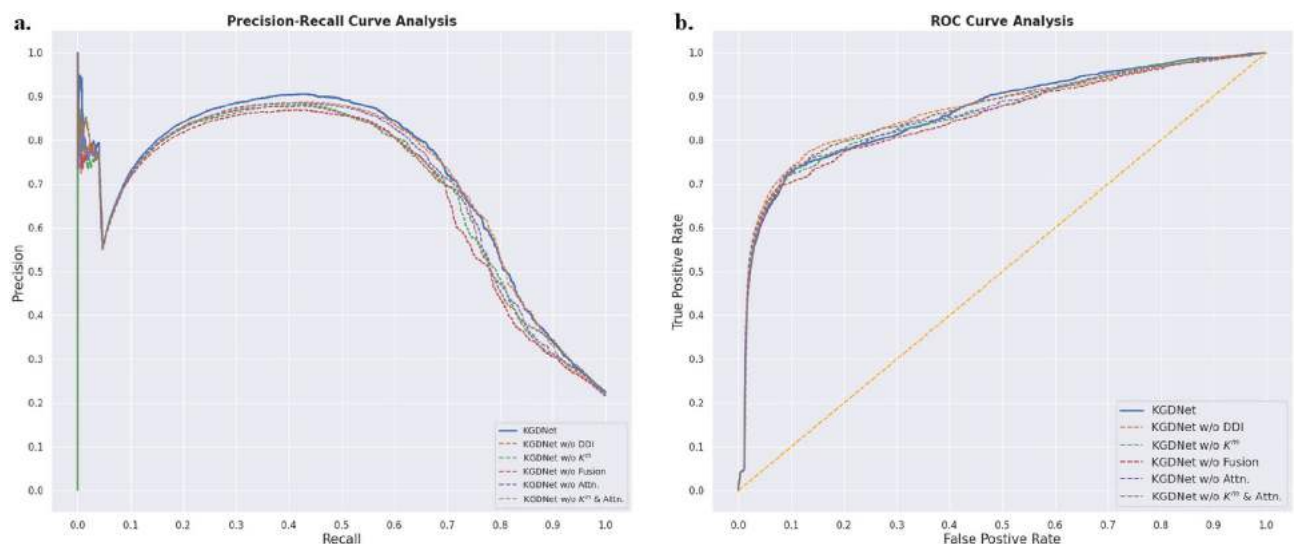 a.
Precision-Recall Curve Analysis
Precision
1.0
0.9
0.8
0.7
0.6
0.5
0.4
0.3
0.2
0.1
0.0
0.0 0.1 0.2 0.3 0.4 0.5 0.6 0.7 0.8 0.9 1.0
Recall
KGDNet
KGDNet w/o DDI
KGDNet w/o K^m
KGDNet w/o Fusion
KGDNet w/o Attn.
KGDNet w/o K^m & Attn.
b.
ROC Curve Analysis
True Positive Rate
1.0
0.9
0.8
0.7
0.6
0.5
0.4
0.3
0.2
0.1
0.0
0.0 0.1 0.2 0.3 0.4 0.5 0.6 0.7 0.8 0.9 1.0
False Postive Rate
KGDNet
KGDNet w/o DDI
KGDNet w/o K^m
KGDNet w/o Fusion
KGDNet w/o Attn.
KGDNet w/o K^m & Attn.